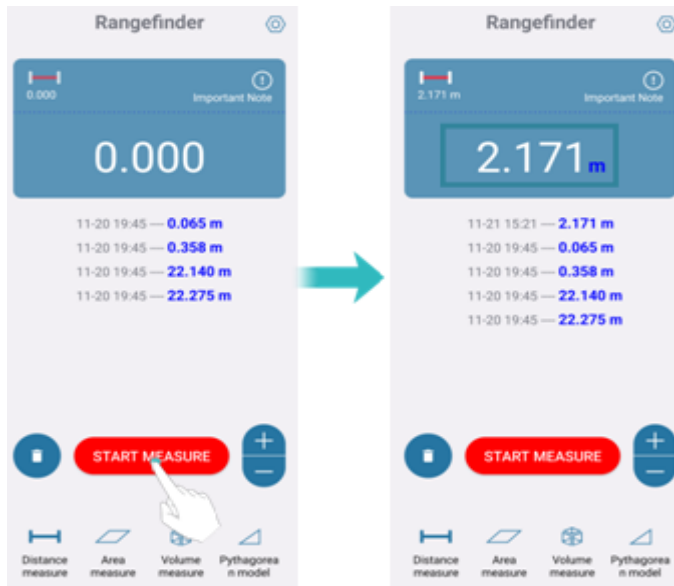 Rangefinder
0.000
Important Note
0.000
11-20 19:45 — 0.065 m
11-20 19:45 — 0.358 m
11-20 19:45 — 22.140 m
11-20 19:45 — 22.275 m
START MEASURE
+
−
Distance
measure
Area
measure
Volume
measure
Pythagorea
n model
Rangefinder
2.171 m
Important Note
2.171 m
11-21 15:21 — 2.171 m
11-20 19:45 — 0.065 m
11-20 19:45 — 0.358 m
11-20 19:45 — 22.140 m
11-20 19:45 — 22.275 m
START MEASURE
+
−
Distance
measure
Area
measure
Volume
measure
Pythagorea
n model